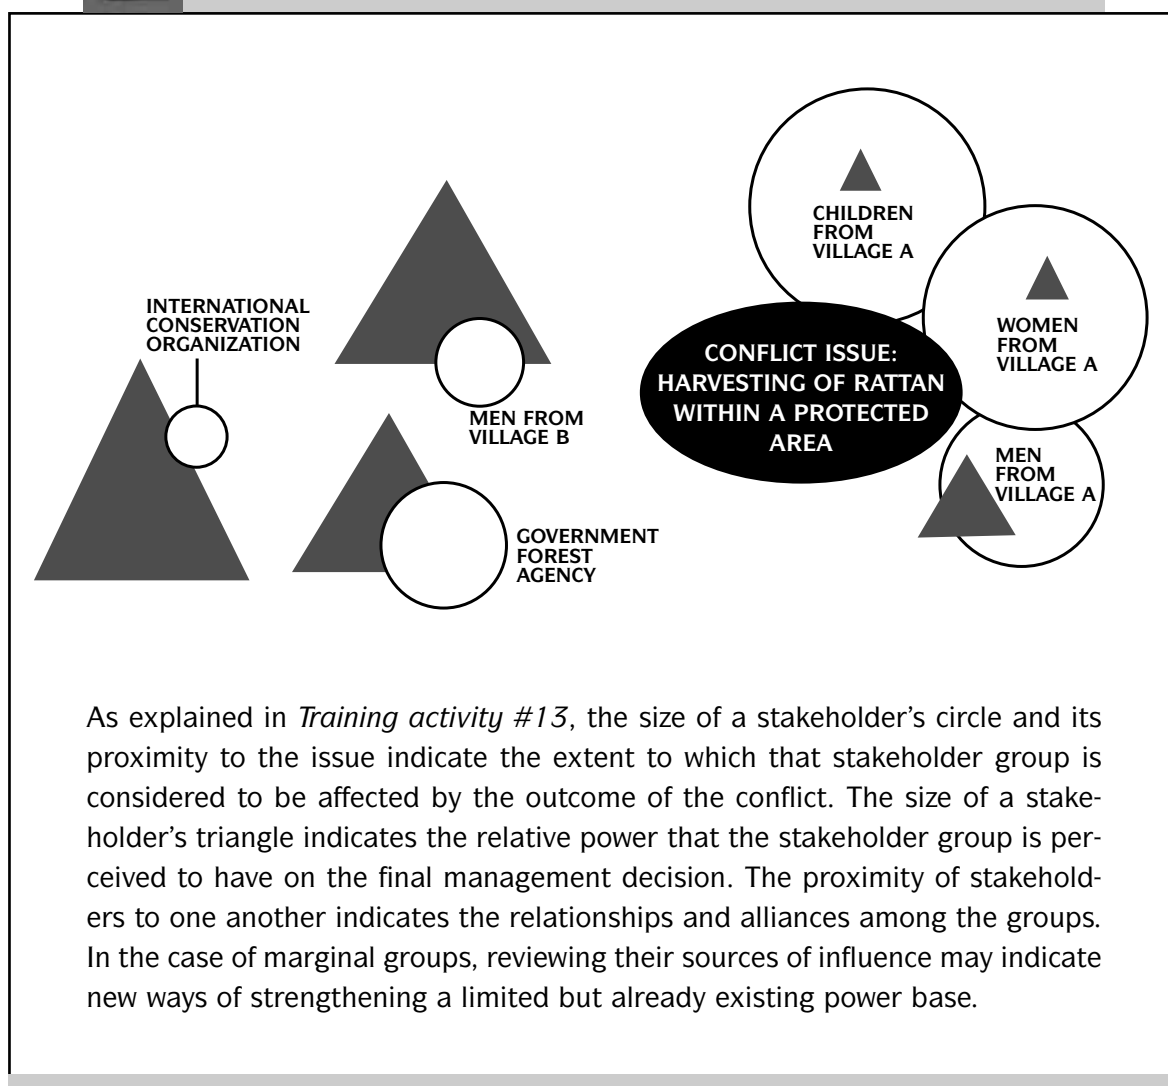 INTERNATIONAL
CONSERVATION
ORGANIZATION
MEN FROM
VILLAGE B
GOVERNMENT
FOREST
AGENCY
CHILDREN
FROM
VILLAGE A
WOMEN
FROM
VILLAGE A
CONFLICT ISSUE:
HARVESTING OF RATTAN
WITHIN A PROTECTED
AREA
MEN
FROM
VILLAGE A
As explained in Training activity #13, the size of a stakeholder's circle and its
proximity to the issue indicate the extent to which that stakeholder group is
considered to be affected by the outcome of the conflict. The size of a stake-
holder's triangle indicates the relative power that the stakeholder group is per-
ceived to have on the final management decision. The proximity of stakehold-
ers to one another indicates the relationships and alliances among the groups.
In the case of marginal groups, reviewing their sources of influence may indicate
new ways of strengthening a limited but already existing power base.